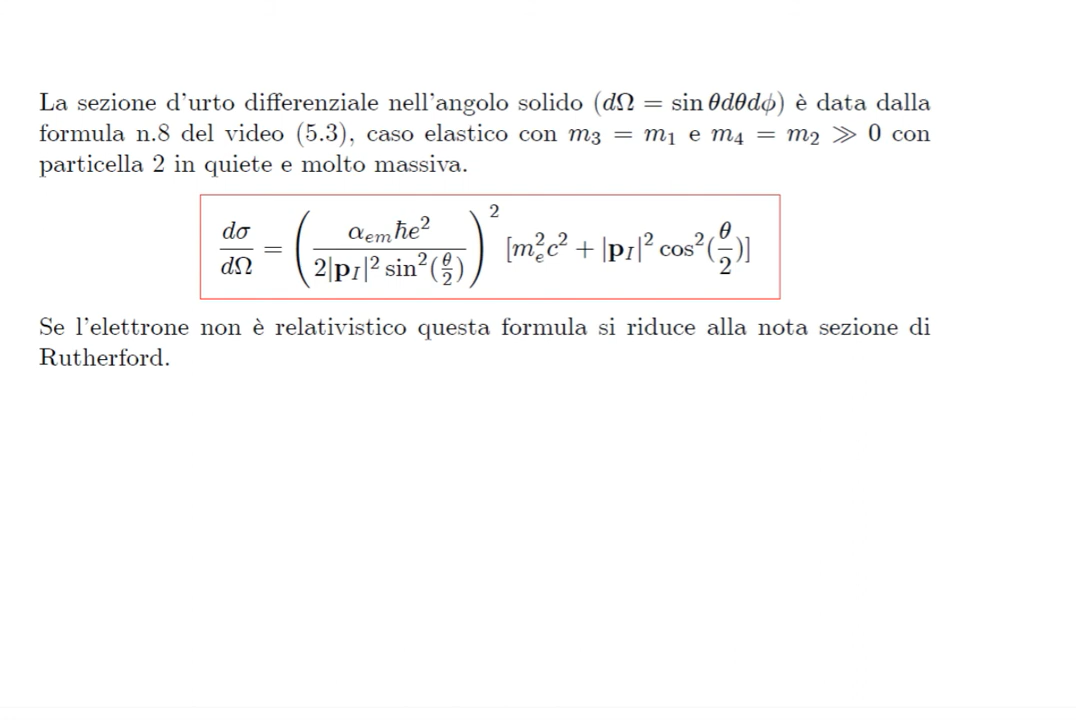 La sezione d'urto differenziale nell'angolo solido (dΩ = sin θdθdϕ) è data dalla
formula n.8 del video (5.3), caso elastico con m₃ = m₁ e m₄ = m₂ ≫ 0 con
particella 2 in quiete e molto massiva.
dσ/dΩ = (α_em ħe² / 2|p_I|² sin²(θ/2))² [m_e²c² + |p_I|² cos²(θ/2)]
Se l'elettrone non è relativistico questa formula si riduce alla nota sezione di
Rutherford.